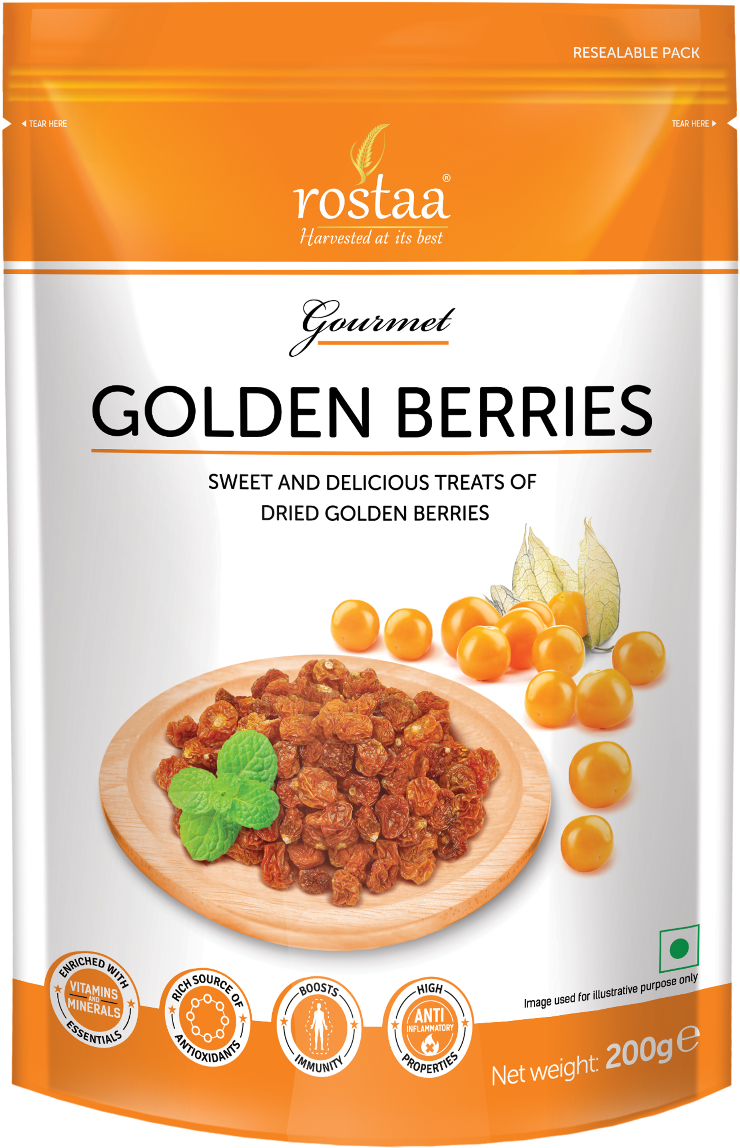 RESEALABLE PACK
TEAR HERE
TEAR HERE
rostaa®
Harvested at its best
Gourmet
GOLDEN BERRIES
SWEET AND DELICIOUS TREATS OF
DRIED GOLDEN BERRIES
ENRICHED WITH
VITAMINS
AND
MINERALS
ESSENTIALS
RICH SOURCE OF
ANTIOXIDANTS
BOOSTS
IMMUNITY
HIGH
ANTI
INFLAMMATORY
PROPERTIES
Image used for illustrative purpose only
Net weight: 200g ℮